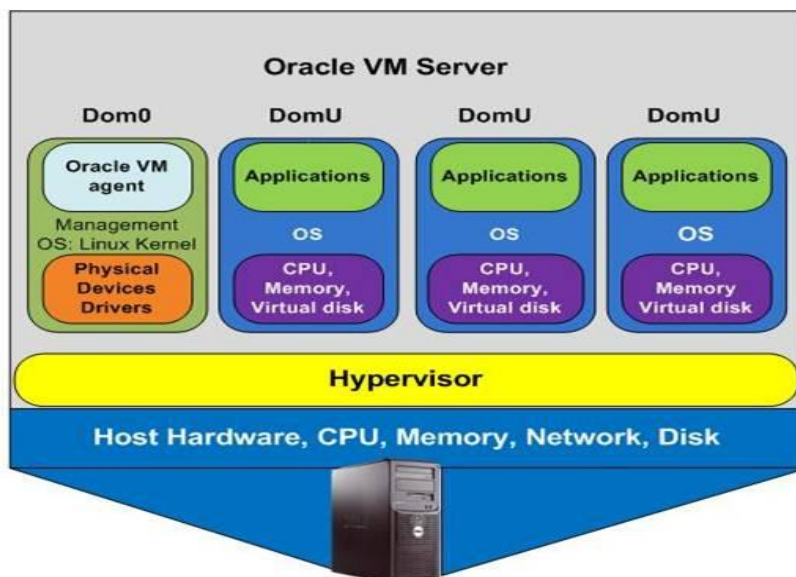 Oracle VM Server
Dom0
DomU
DomU
DomU
Oracle VM
agent
Management
OS: Linux Kernel
Physical
Devices
Drivers
Applications
OS
CPU,
Memory,
Virtual disk
Applications
OS
CPU,
Memory,
Virtual disk
Applications
OS
CPU,
Memory
Virtual disk
Hypervisor
Host Hardware, CPU, Memory, Network, Disk